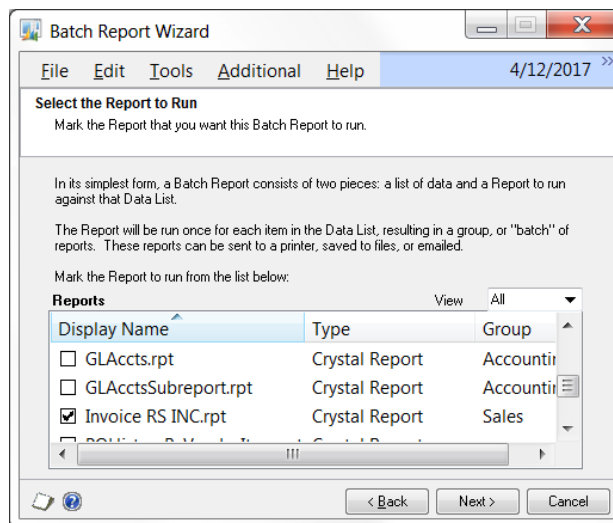 Batch Report Wizard
File Edit Tools Additional Help 4/12/2017 »
Select the Report to Run
Mark the Report that you want this Batch Report to run.
In its simplest form, a Batch Report consists of two pieces: a list of data and a Report to run
against that Data List.
The Report will be run once for each item in the Data List, resulting in a group, or "batch" of
reports. These reports can be sent to a printer, saved to files, or emailed.
Mark the Report to run from the list below:
Reports View All
Display Name Type Group
GLAccts.rpt Crystal Report Accountin
GLAcctsSubreport.rpt Crystal Report Accountin
Invoice RS INC.rpt Crystal Report Sales
< Back Next > Cancel